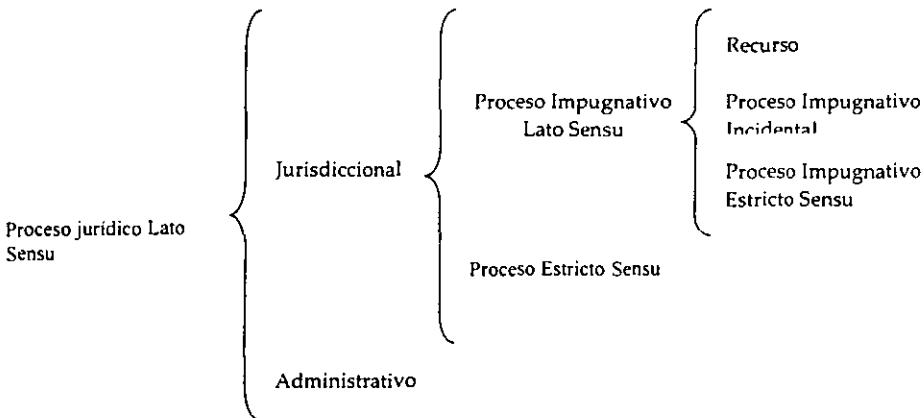 Recurso
Proceso Impugnativo
Lato Sensu
Proceso Impugnativo
Incidental
Jurisdiccional
Proceso Impugnativo
Estricto Sensu
Proceso jurídico Lato
Sensu
Proceso Estricto Sensu
Administrativo